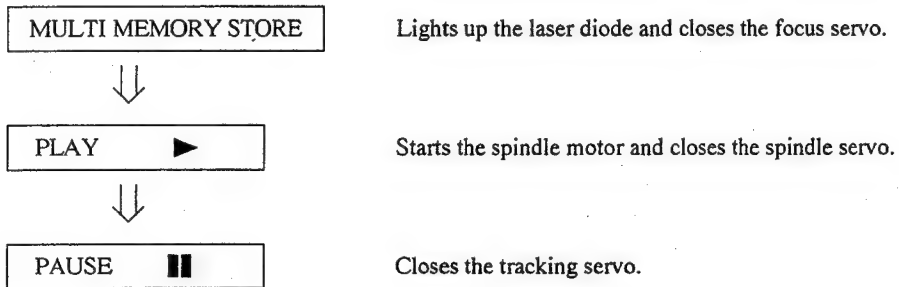 MULTI MEMORY STORE Lights up the laser diode and closes the focus servo.
PLAY ▶ Starts the spindle motor and closes the spindle servo.
PAUSE ▮▮ Closes the tracking servo.